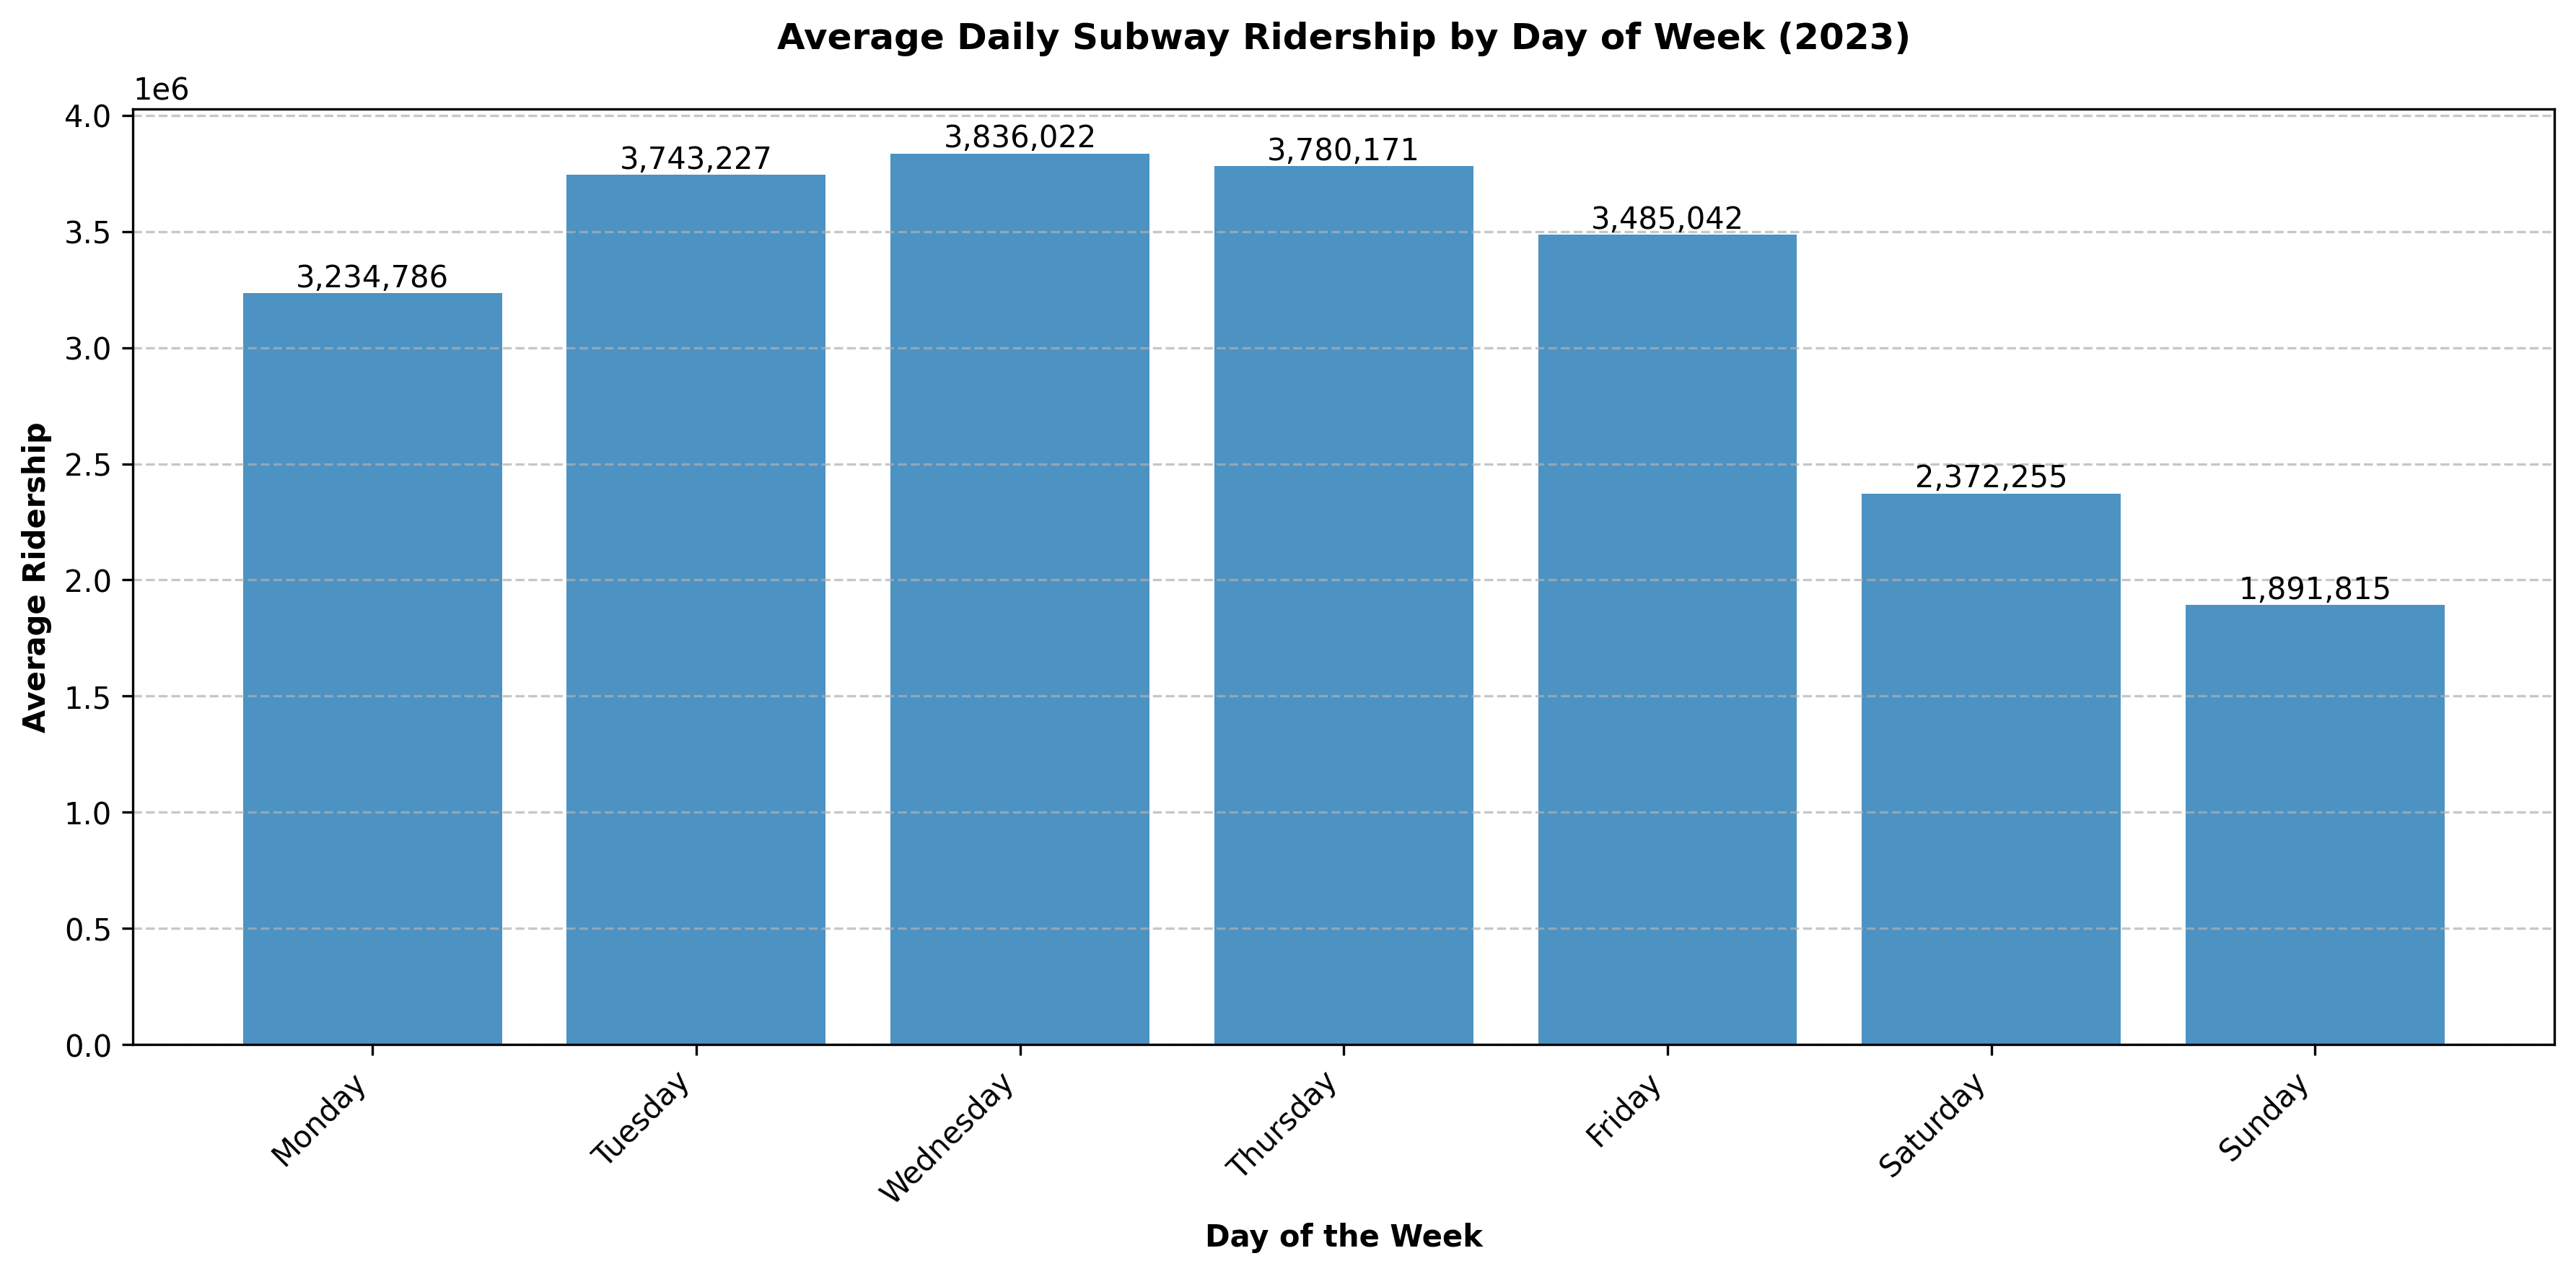 Average Daily Subway Ridership by Day of Week (2023)
1e6
4.0
3.5
3.0
2.5
2.0
1.5
1.0
0.5
0.0
Average Ridership
3,234,786
3,743,227
3,836,022
3,780,171
3,485,042
2,372,255
1,891,815
Monday
Tuesday
Wednesday
Thursday
Friday
Saturday
Sunday
Day of the Week